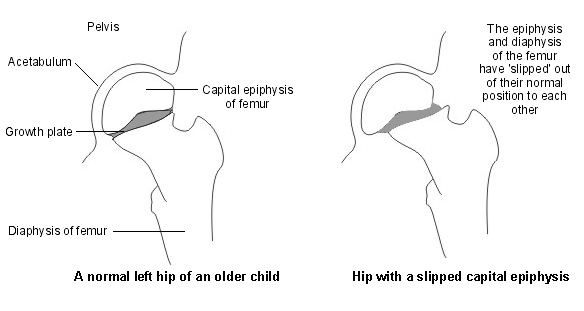 Pelvis
Acetabulum
Capital epiphysis
of femur
Growth plate
Diaphysis of femur
A normal left hip of an older child
The epiphysis
and diaphysis
of the femur
have 'slipped' out
of their normal
position to each
other
Hip with a slipped capital epiphysis